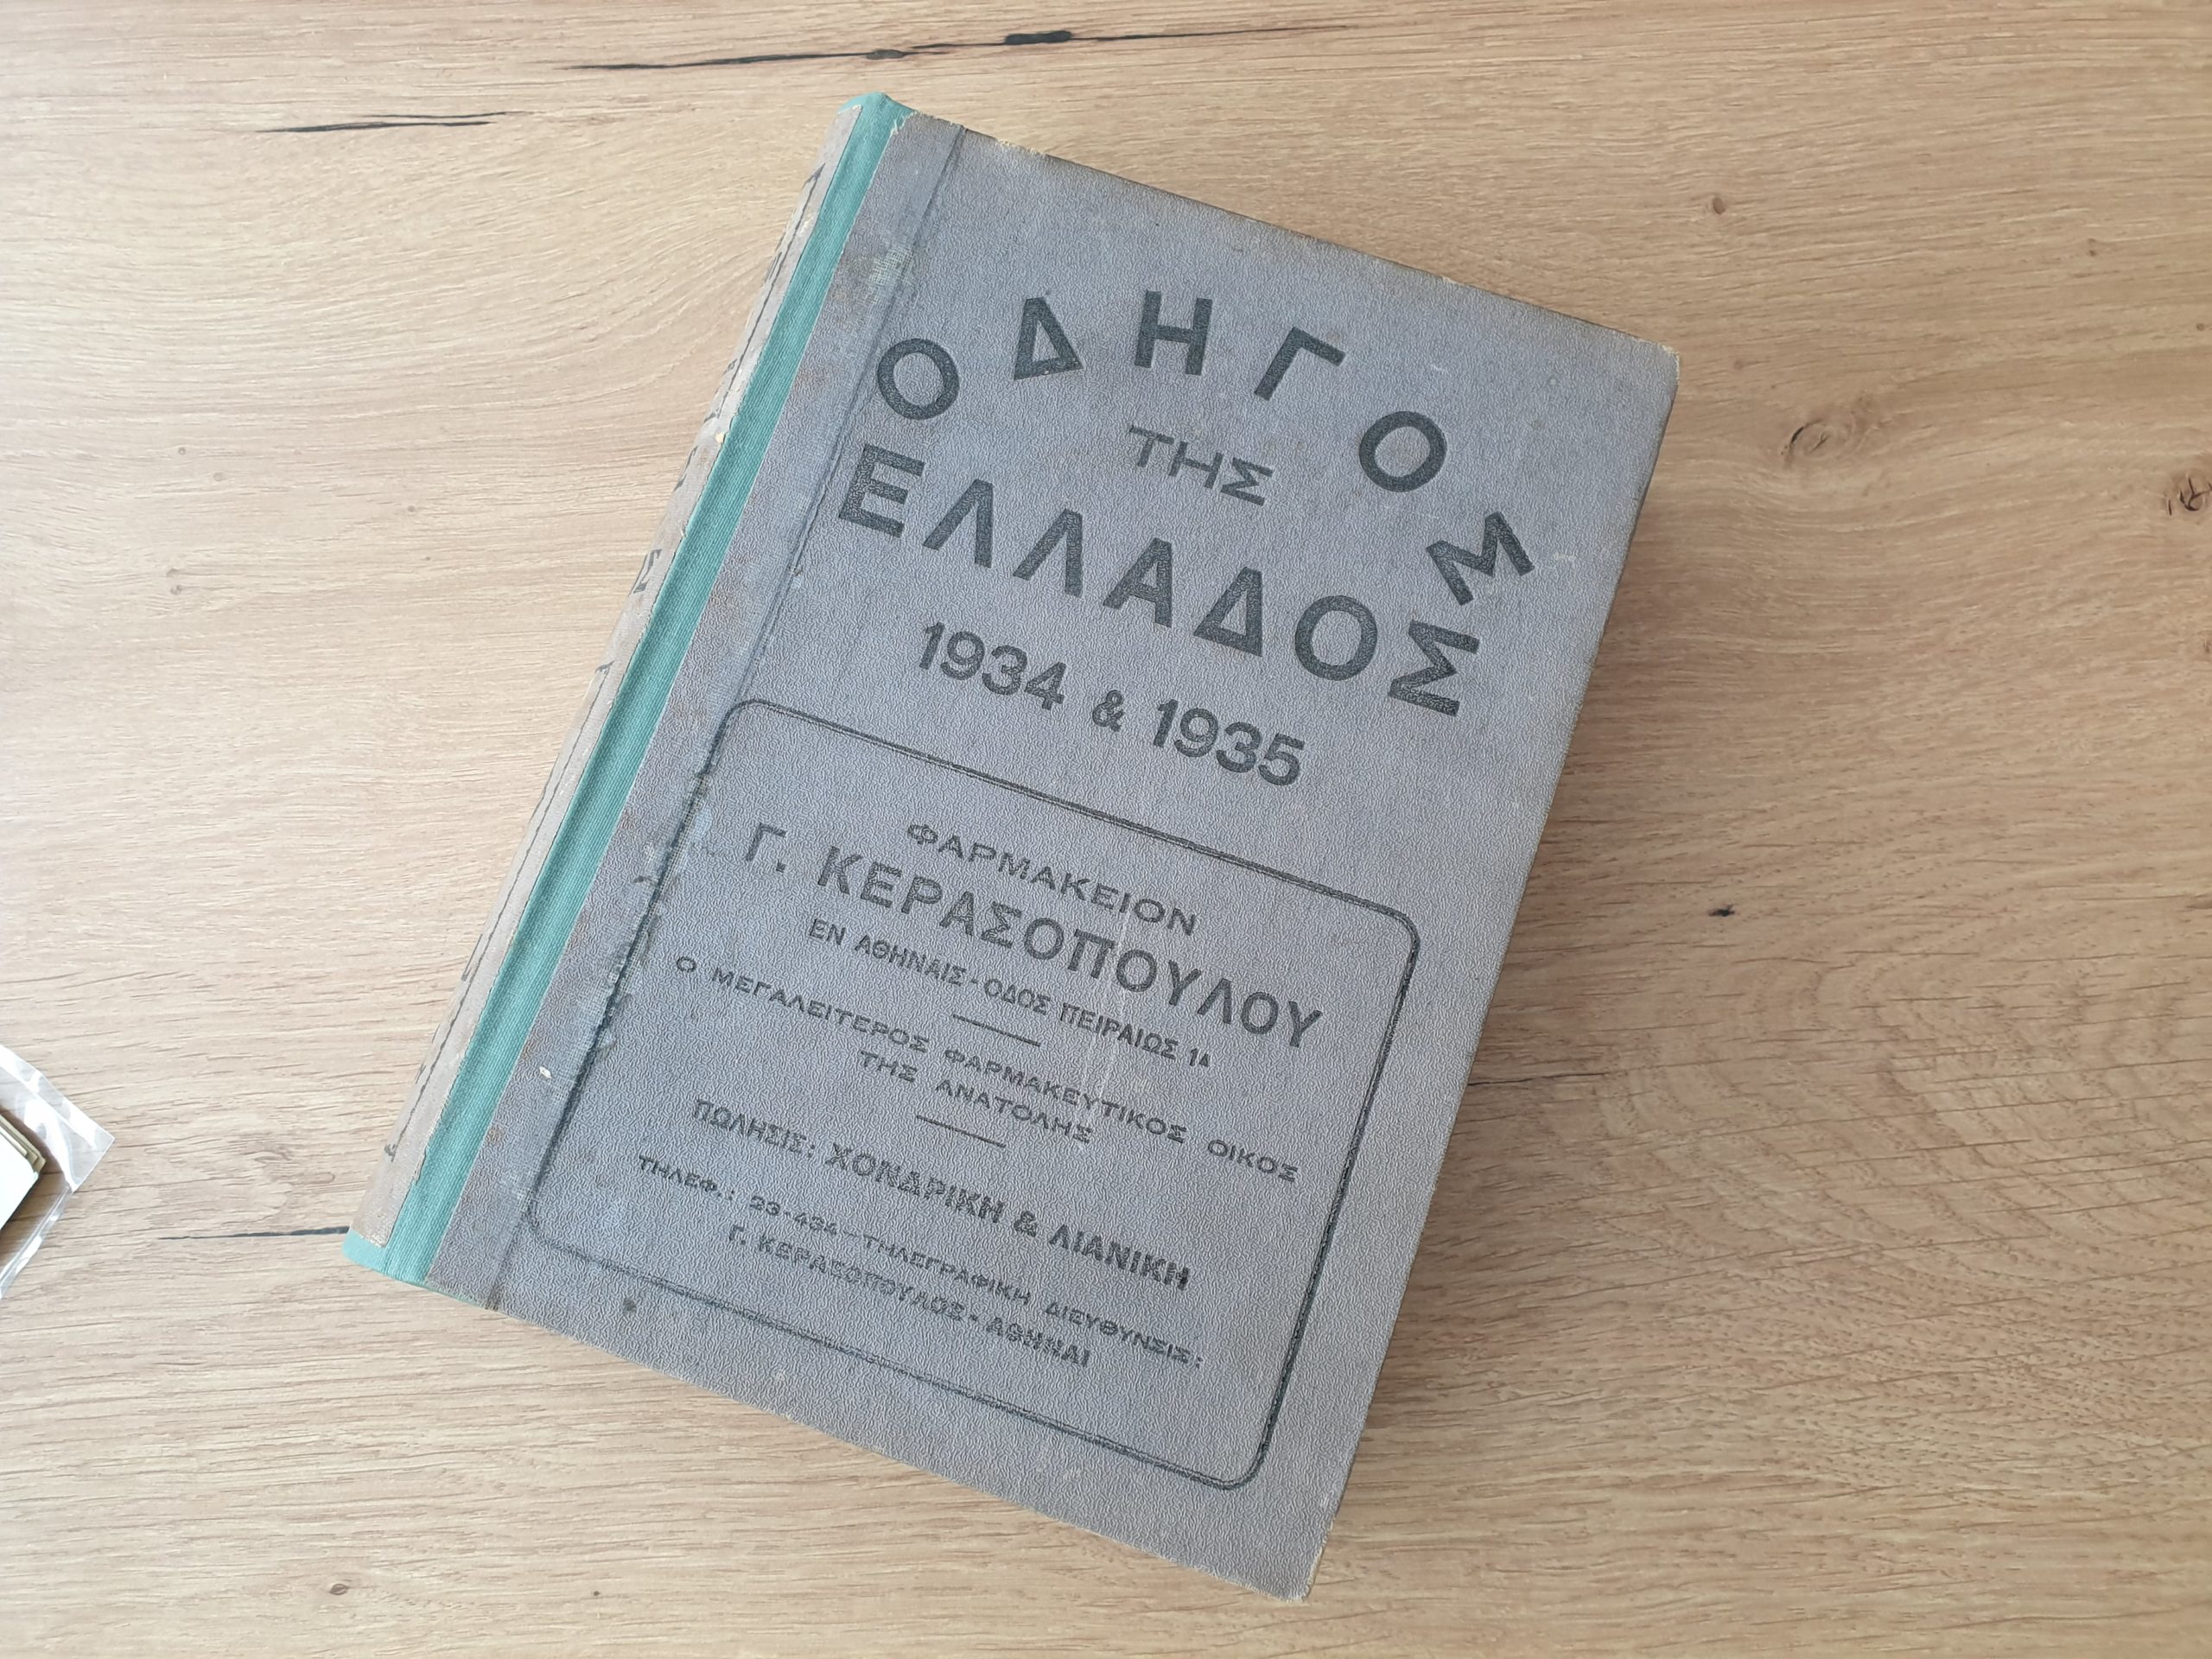 ΟΔΗΓΟΣ
ΤΗΣ
ΕΛΛΑΔΟΣ
1934 & 1935
ΦΑΡΜΑΚΕΙΟΝ
Γ. ΚΕΡΑΣΟΠΟΥΛΟΥ
ΕΝ ΑΘΗΝΑΙΣ - ΟΔΟΣ ΠΕΙΡΑΙΩΣ 1Α
Ο ΜΕΓΑΛΕΙΤΕΡΟΣ ΦΑΡΜΑΚΕΥΤΙΚΟΣ ΟΙΚΟΣ
ΤΗΣ ΑΝΑΤΟΛΗΣ
ΠΩΛΗΣΙΣ: ΧΟΝΔΡΙΚΗ & ΛΙΑΝΙΚΗ
ΤΗΛΕΦ.: 23-434—ΤΗΛΕΓΡΑΦΙΚΗ ΔΙΕΥΘΥΝΣΙΣ:
Γ. ΚΕΡΑΣΟΠΟΥΛΟΣ - ΑΘΗΝΑΙ